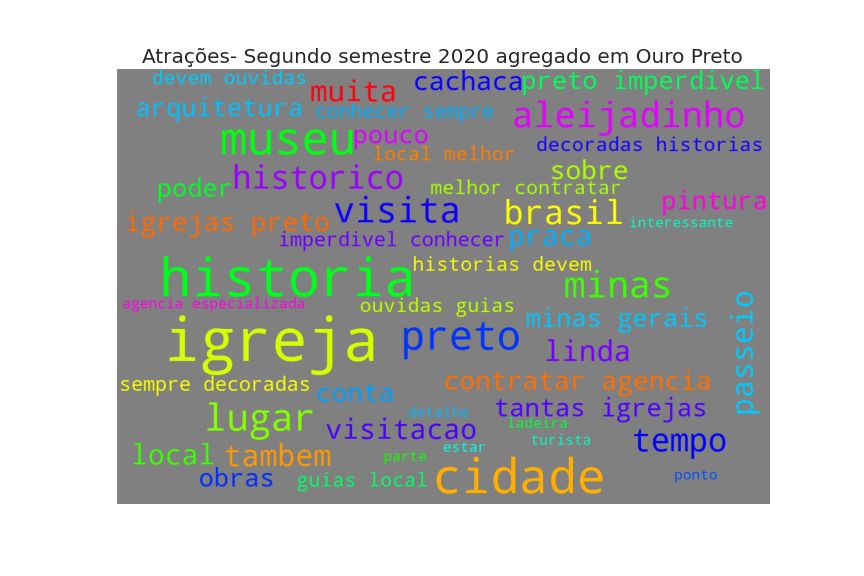 Atrações- Segundo semestre 2020 agregado em Ouro Preto
devem ouvidas
muita
cachaca
preto imperdivel
arquitetura
conhecer sempre
aleijadinho
museu
pouco
local melhor
decoradas historias
poder
historico
melhor contratar
sobre
pintura
igrejas preto
visita
brasil
interessante
imperdivel conhecer
praca
historia
historias devem
minas
agencia especializada
ouvidas guias
minas gerais
passeio
igreja
preto
linda
sempre decoradas
conta
contratar agencia
lugar
visitacao
detalhe
tantas igrejas
ladeira
turista
tempo
local
tambem
parte
estar
obras
guias local
cidade
ponto